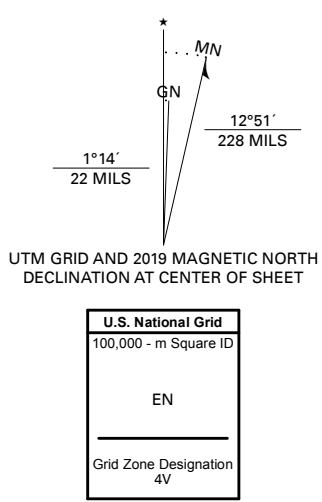 ★
MN
GN
12°51´
228 MILS
1°14´
22 MILS
UTM GRID AND 2019 MAGNETIC NORTH
DECLINATION AT CENTER OF SHEET
U.S. National Grid
100,000 - m Square ID
EN
Grid Zone Designation
4V